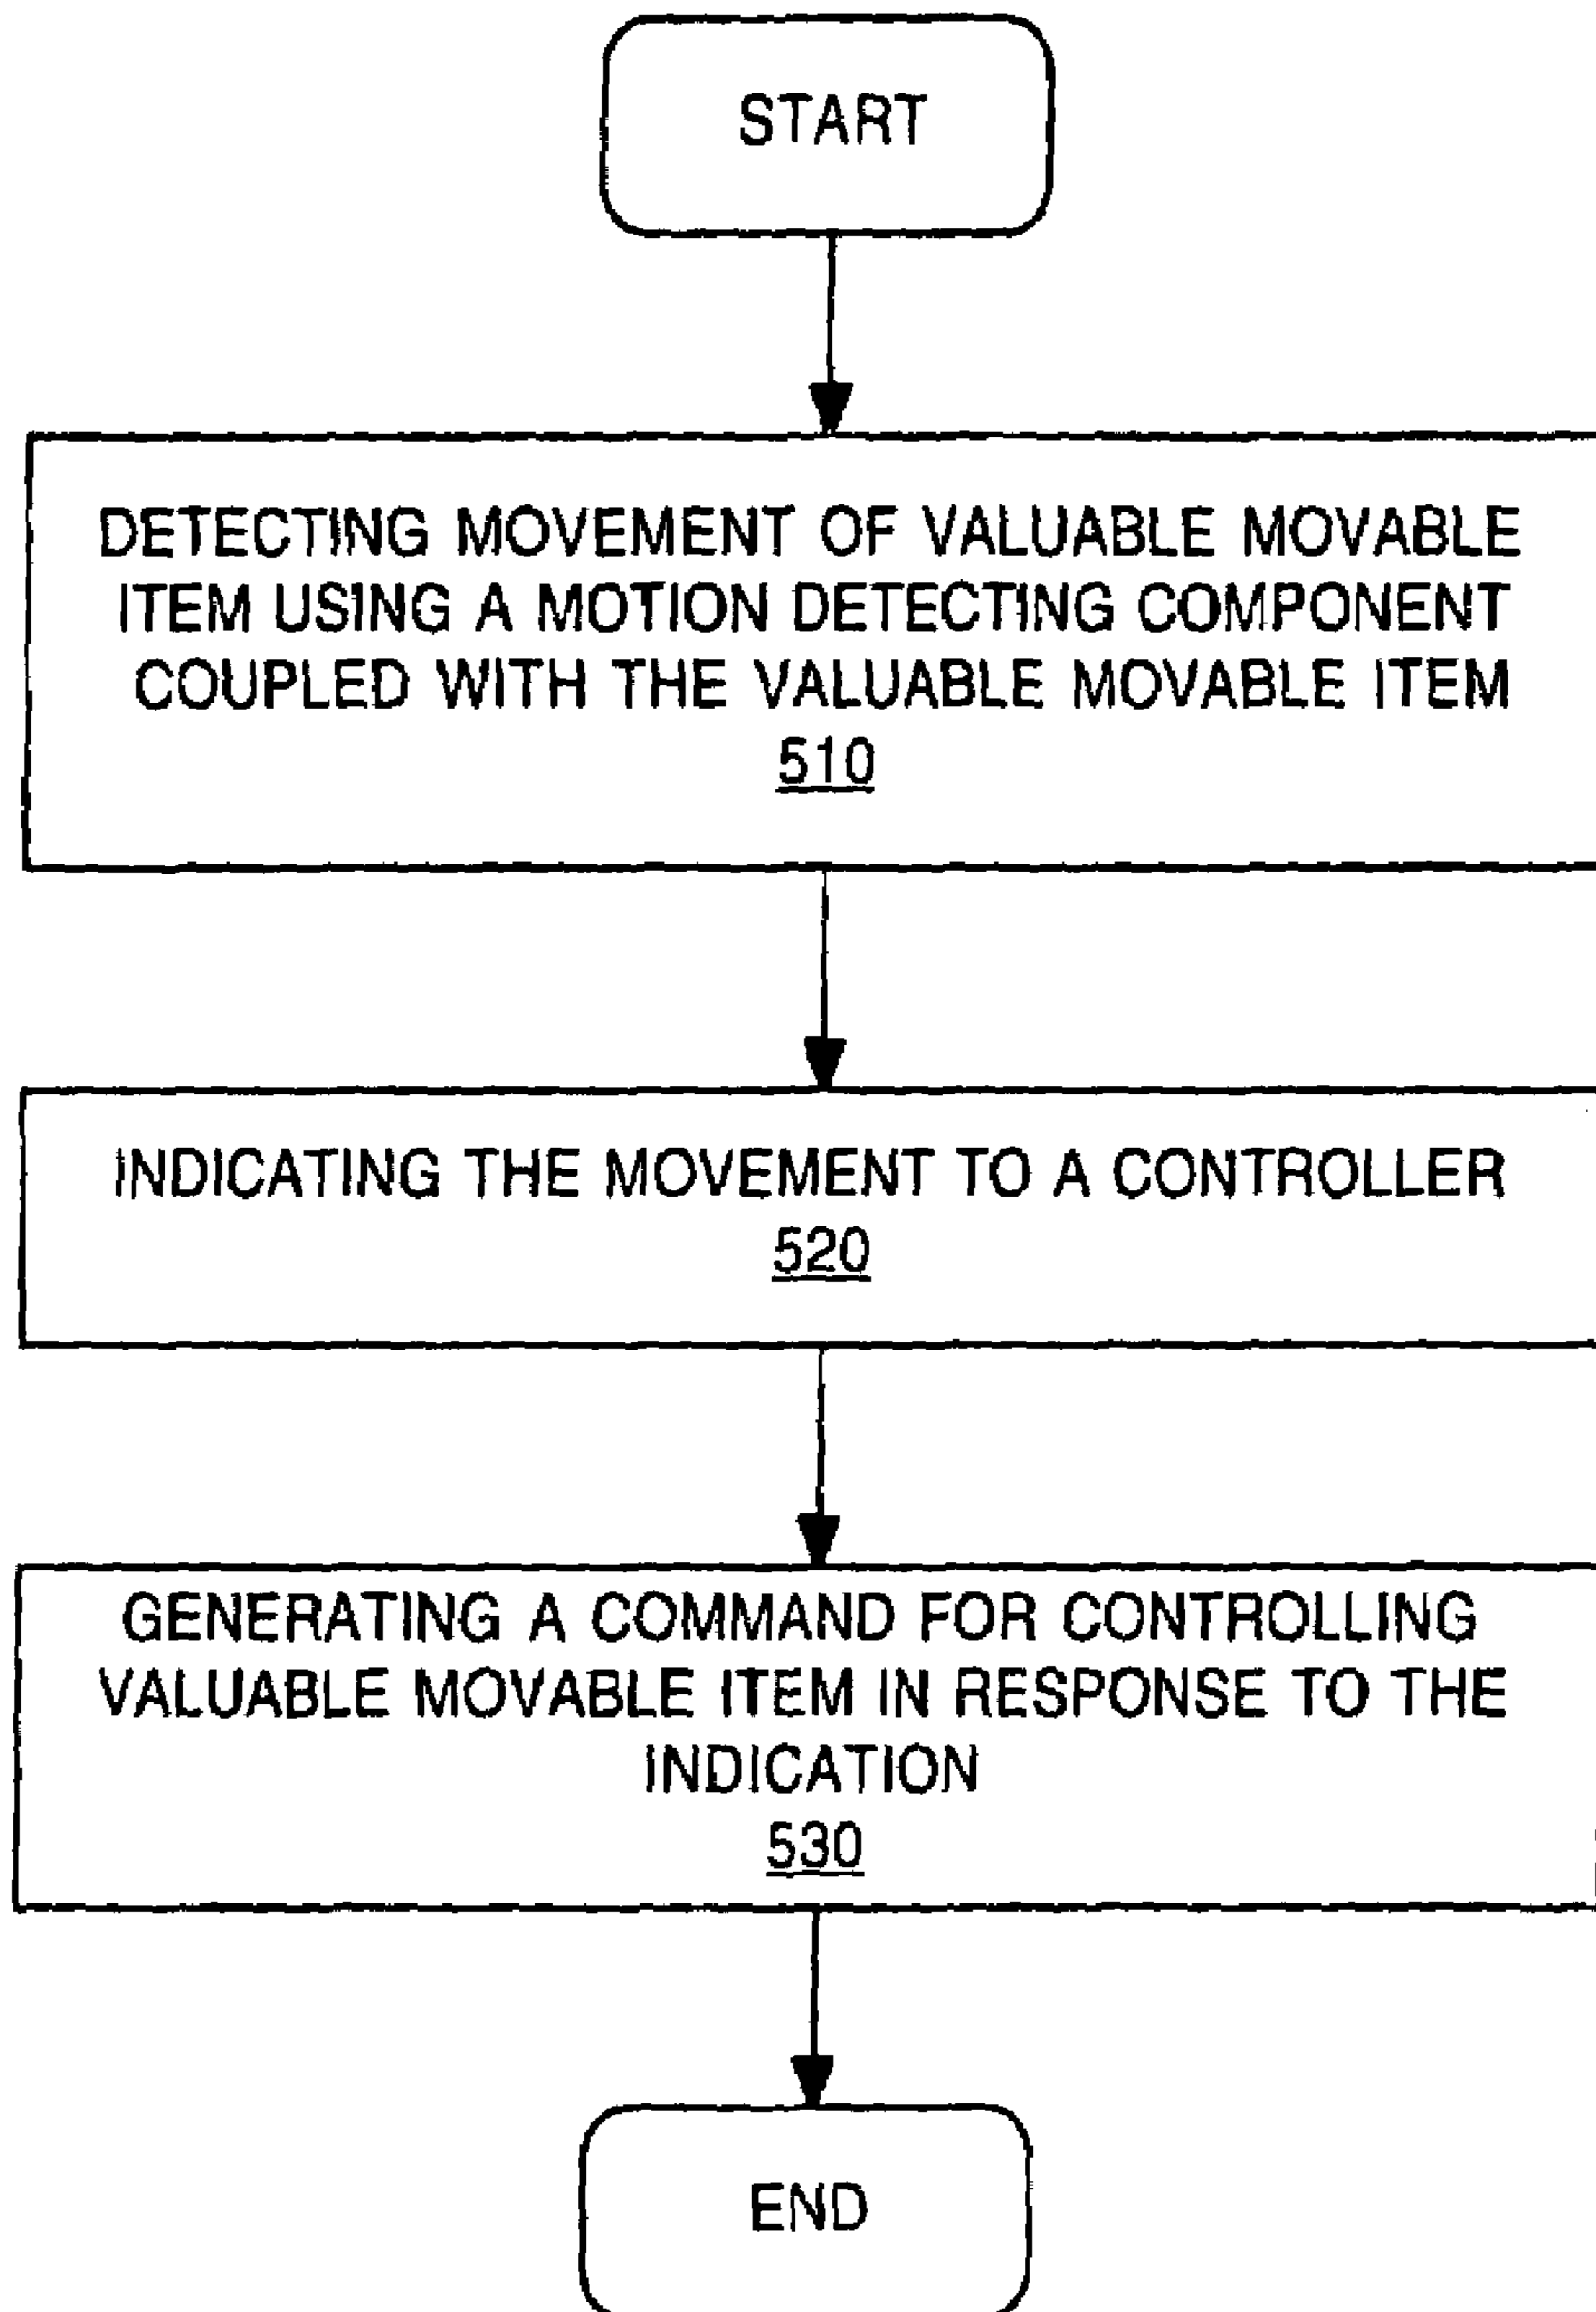 START
DETECTING MOVEMENT OF VALUABLE MOVABLE
ITEM USING A MOTION DETECTING COMPONENT
COUPLED WITH THE VALUABLE MOVABLE ITEM
510
INDICATING THE MOVEMENT TO A CONTROLLER
520
GENERATING A COMMAND FOR CONTROLLING
VALUABLE MOVABLE ITEM IN RESPONSE TO THE
INDICATION
530
END